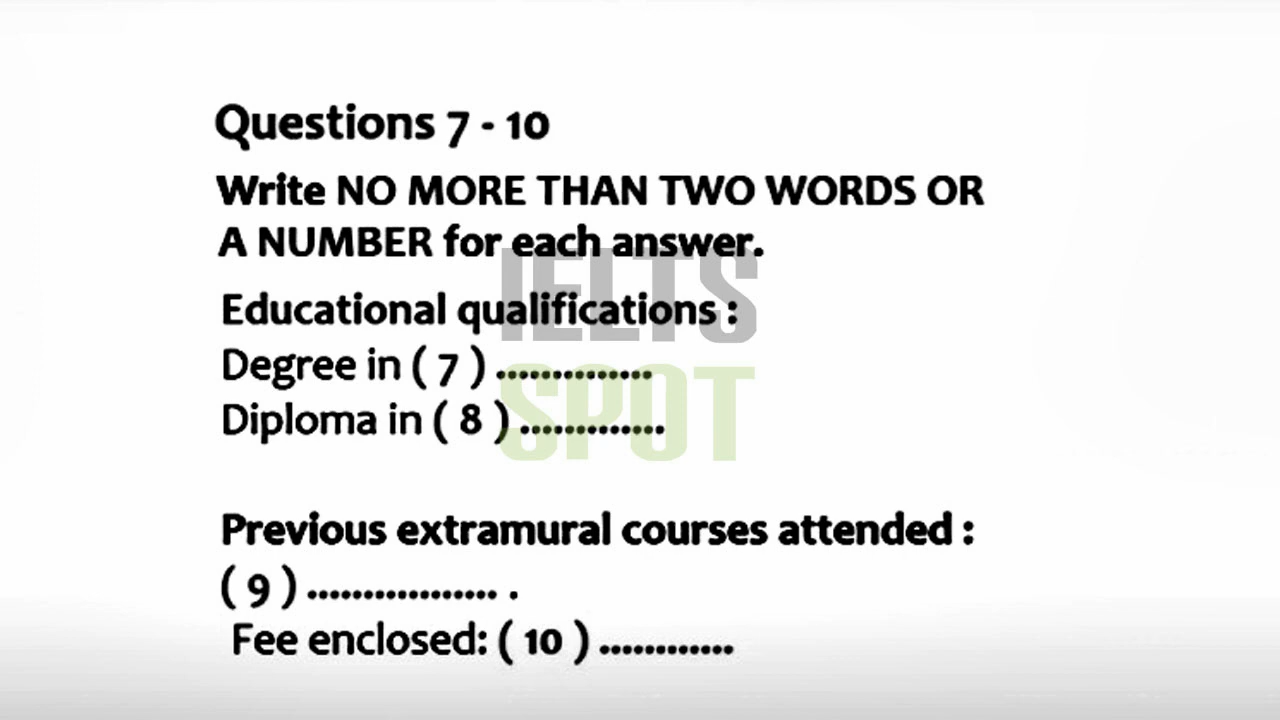 Questions 7 - 10
Write NO MORE THAN TWO WORDS OR
A NUMBER for each answer.
IELTS
Educational qualifications :
Degree in ( 7 ) ..............
SPOT
Diploma in ( 8 ) .............
Previous extramural courses attended :
( 9 ) ................. .
Fee enclosed: ( 10 ) ............